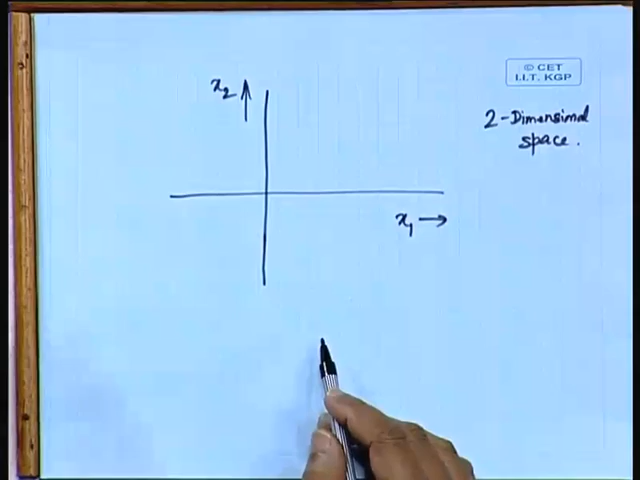 x₂ ↑
© CET
I.I.T. KGP
2-Dimensional
space.
x₁ →